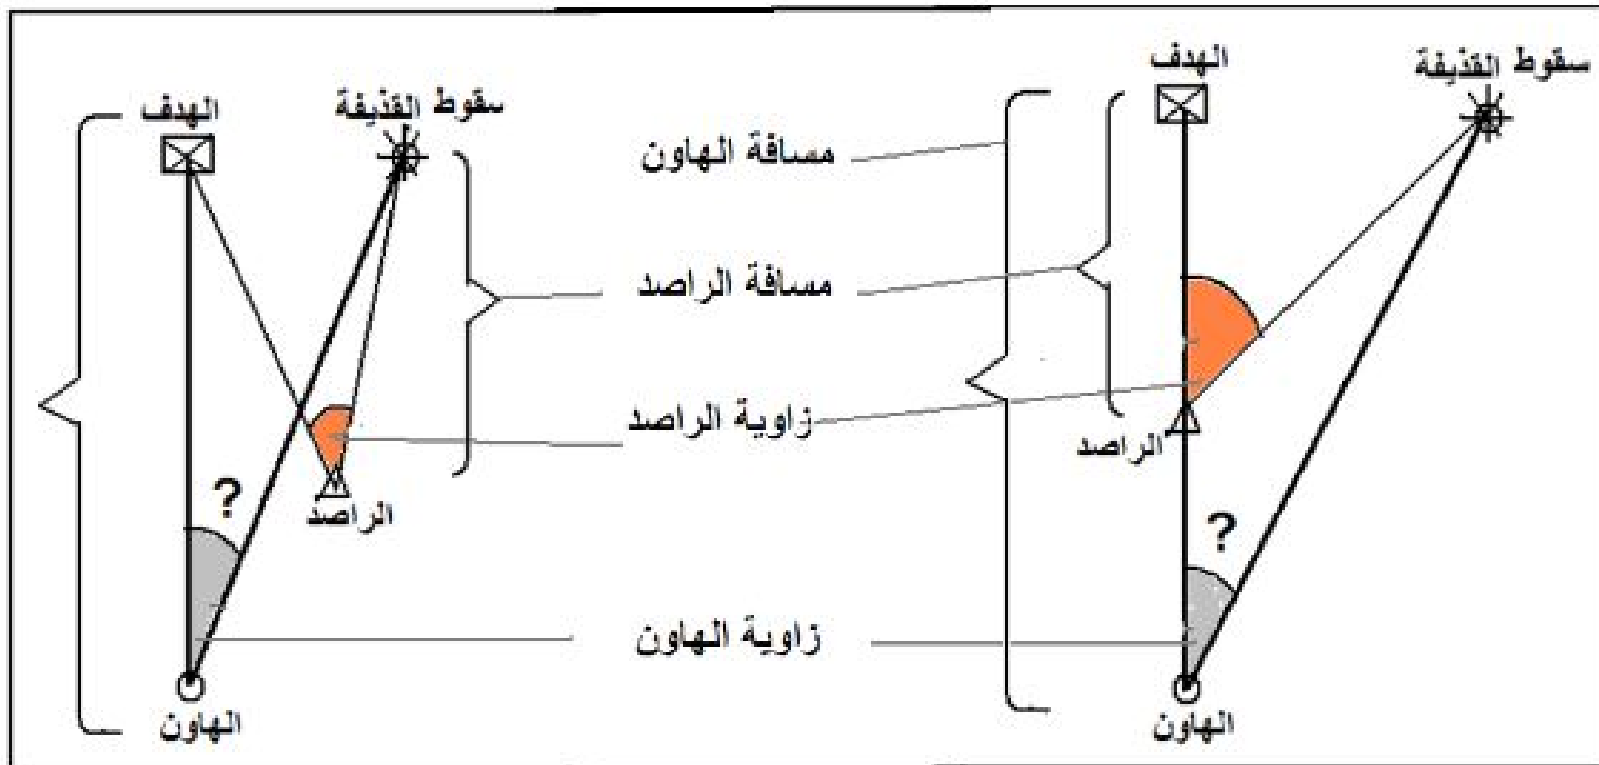 الهدف
سقوط القذيفة
الهدف
سقوط القذيفة
مسافة الهاون
مسافة الراصد
زاوية الراصد
الراصد
الراصد
?
?
زاوية الهاون
الهاون
الهاون